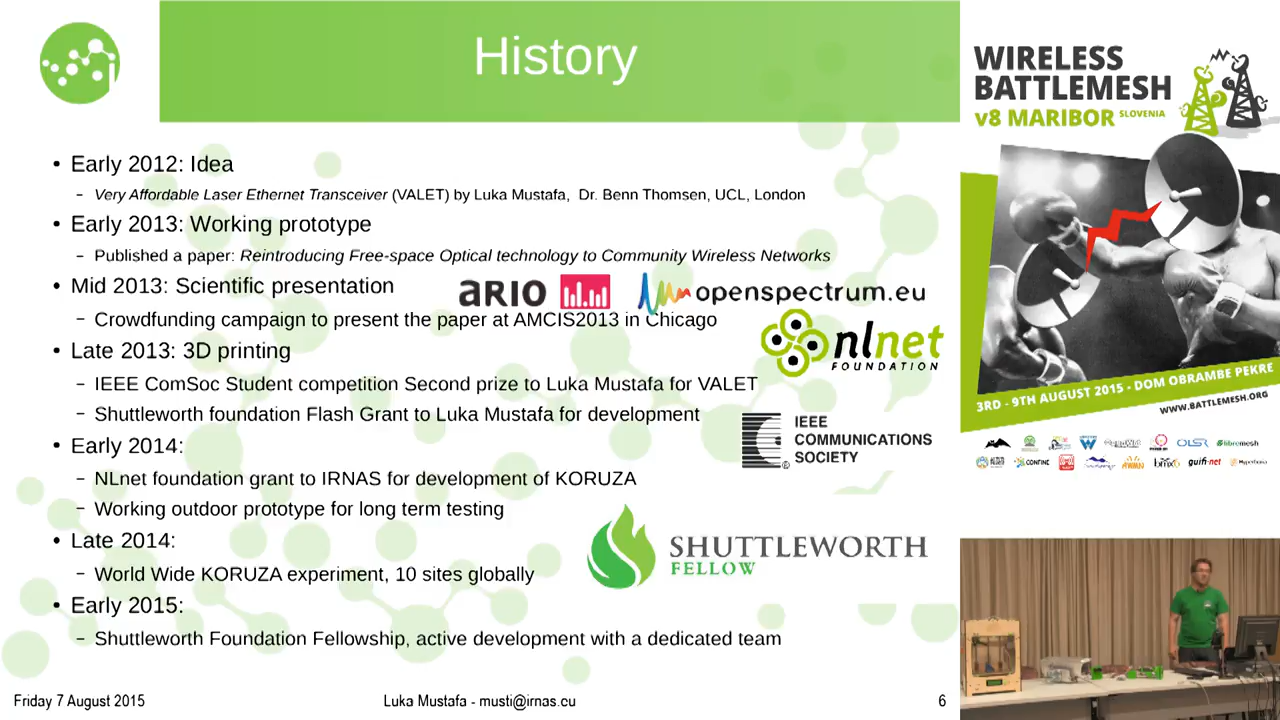 History
• Early 2012: Idea
– Very Affordable Laser Ethernet Transceiver (VALET) by Luka Mustafa, Dr. Benn Thomsen, UCL, London
• Early 2013: Working prototype
– Published a paper: Reintroducing Free-space Optical technology to Community Wireless Networks
• Mid 2013: Scientific presentation
– Crowdfunding campaign to present the paper at AMCIS2013 in Chicago
• Late 2013: 3D printing
– IEEE ComSoc Student competition Second prize to Luka Mustafa for VALET
– Shuttleworth foundation Flash Grant to Luka Mustafa for development
• Early 2014:
– NLnet foundation grant to IRNAS for development of KORUZA
– Working outdoor prototype for long term testing
• Late 2014:
– World Wide KORUZA experiment, 10 sites globally
• Early 2015:
– Shuttleworth Foundation Fellowship, active development with a dedicated team
ARIO
openspectrum.eu
nlnet
FOUNDATION
IEEE
COMMUNICATIONS
SOCIETY
SHUTTLEWORTH
FELLOW
Friday 7 August 2015
Luka Mustafa - musti@irnas.eu
6
WIRELESS
BATTLEMESH
v8 MARIBOR SLOVENIA
3RD - 9TH AUGUST 2015 - DOM OBRAMBE PEKRE
WWW.BATTLEMESH.ORG
OLSR
libremesh
CONFINE
AWMN
bmx
guifi·net